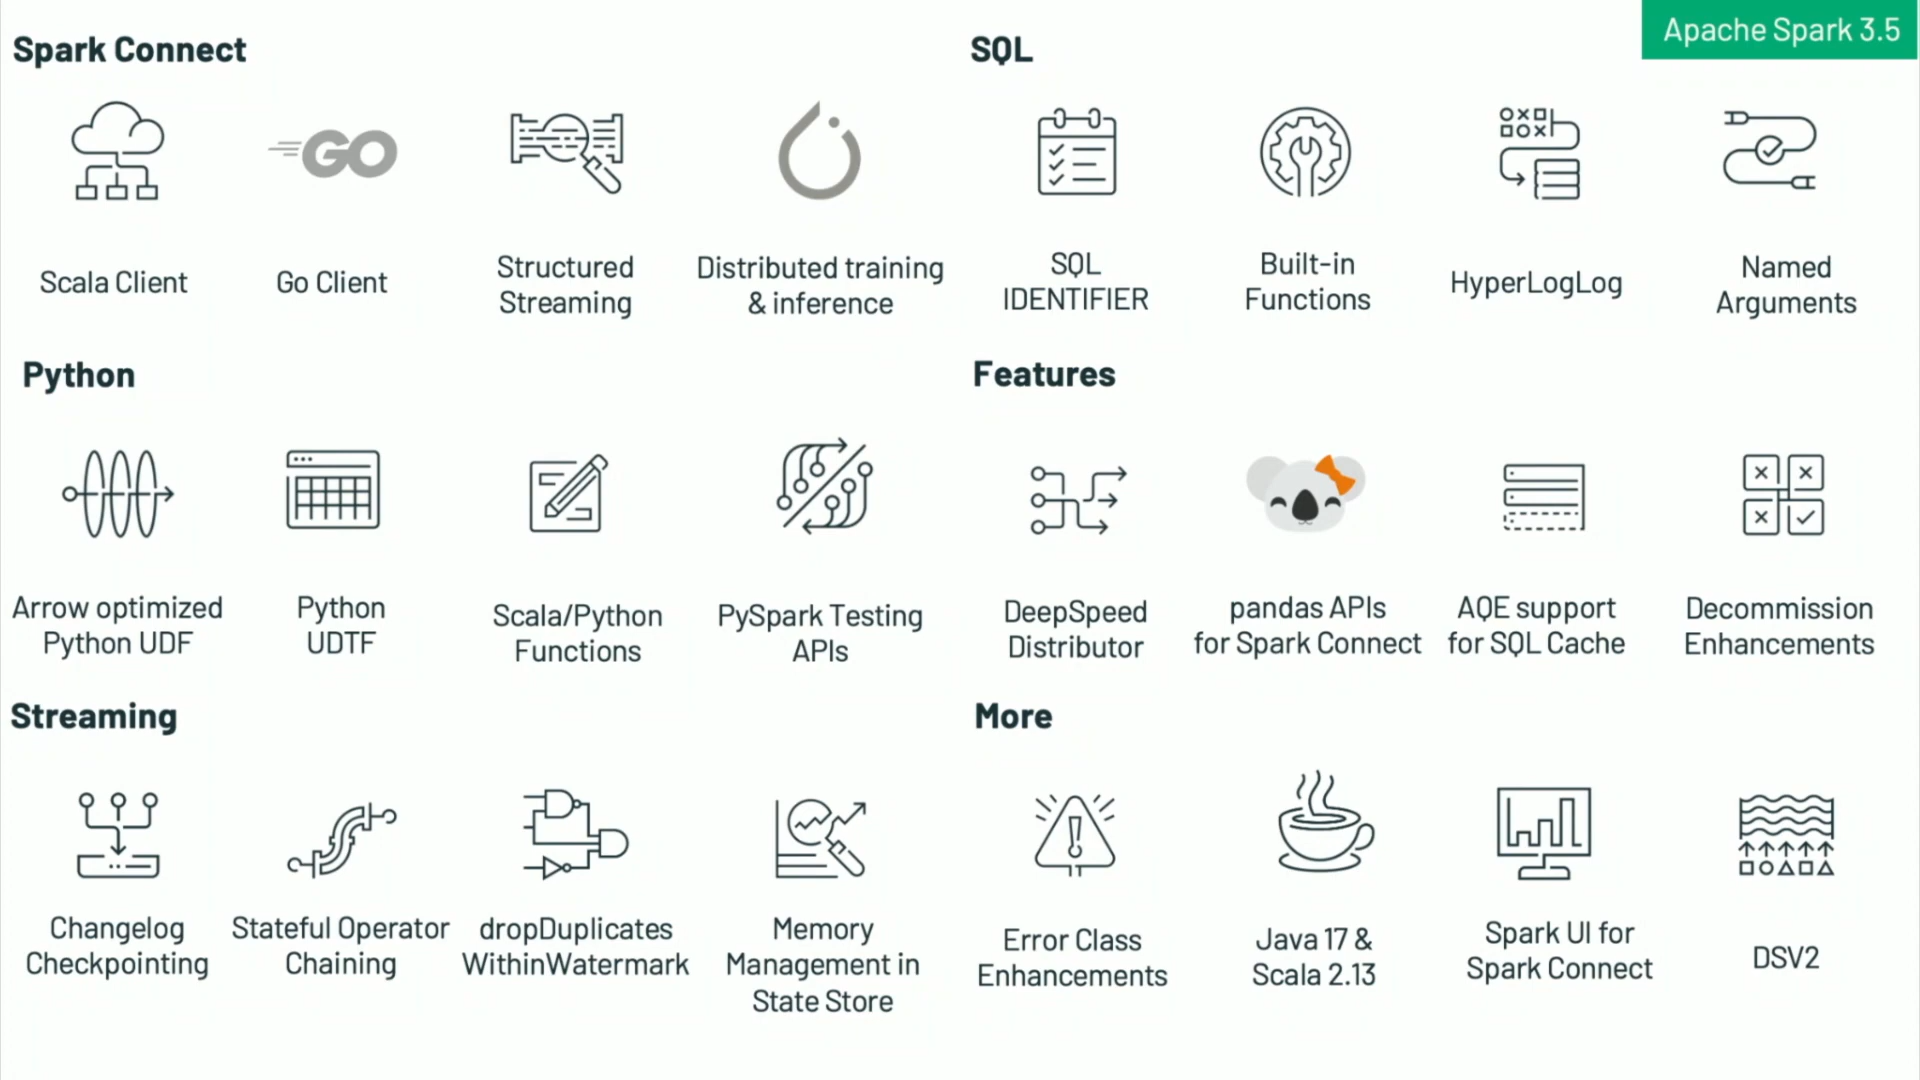 Apache Spark 3.5
Spark Connect
GO
Scala Client
Go Client
Structured
Streaming
Distributed training
& inference
SQL
SQL
IDENTIFIER
Built-in
Functions
HyperLogLog
Named
Arguments
Python
Arrow optimized
Python UDF
Python
UDTF
Scala/Python
Functions
PySpark Testing
APIs
Features
DeepSpeed
Distributor
pandas APIs
for Spark Connect
AQE support
for SQL Cache
Decommission
Enhancements
Streaming
Changelog
Checkpointing
Stateful Operator
Chaining
dropDuplicates
WithinWatermark
Memory
Management in
State Store
More
Error Class
Enhancements
Java 17 &
Scala 2.13
Spark UI for
Spark Connect
DSV2